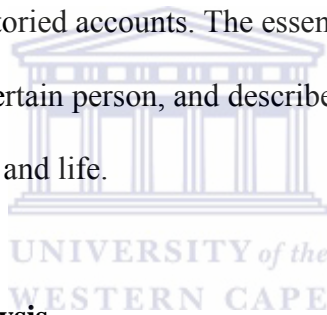 toried accounts. The essen
ertain person, and describe
and life.
UNIVERSITY of the
ysis
WESTERN CAPE